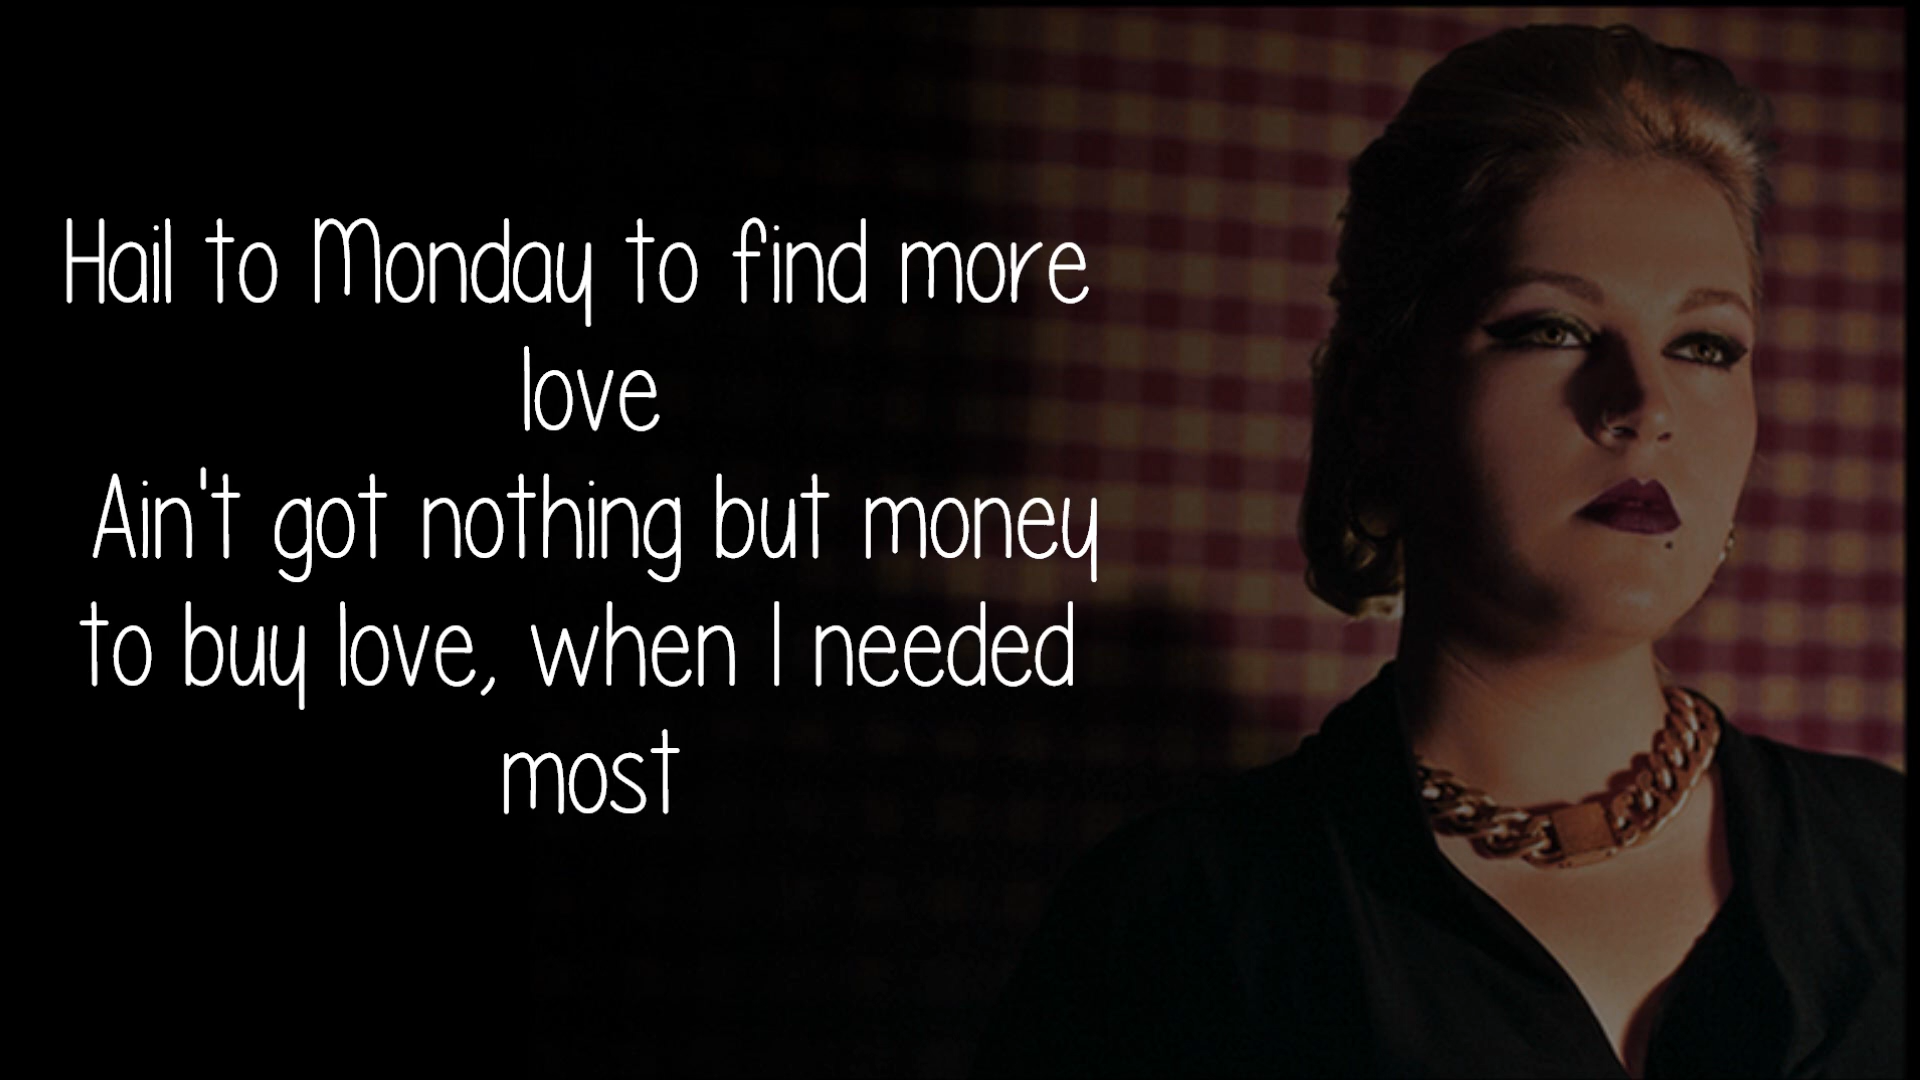 Hail to Monday to find more
love
Ain't got nothing but money
to buy love, when I needed
most